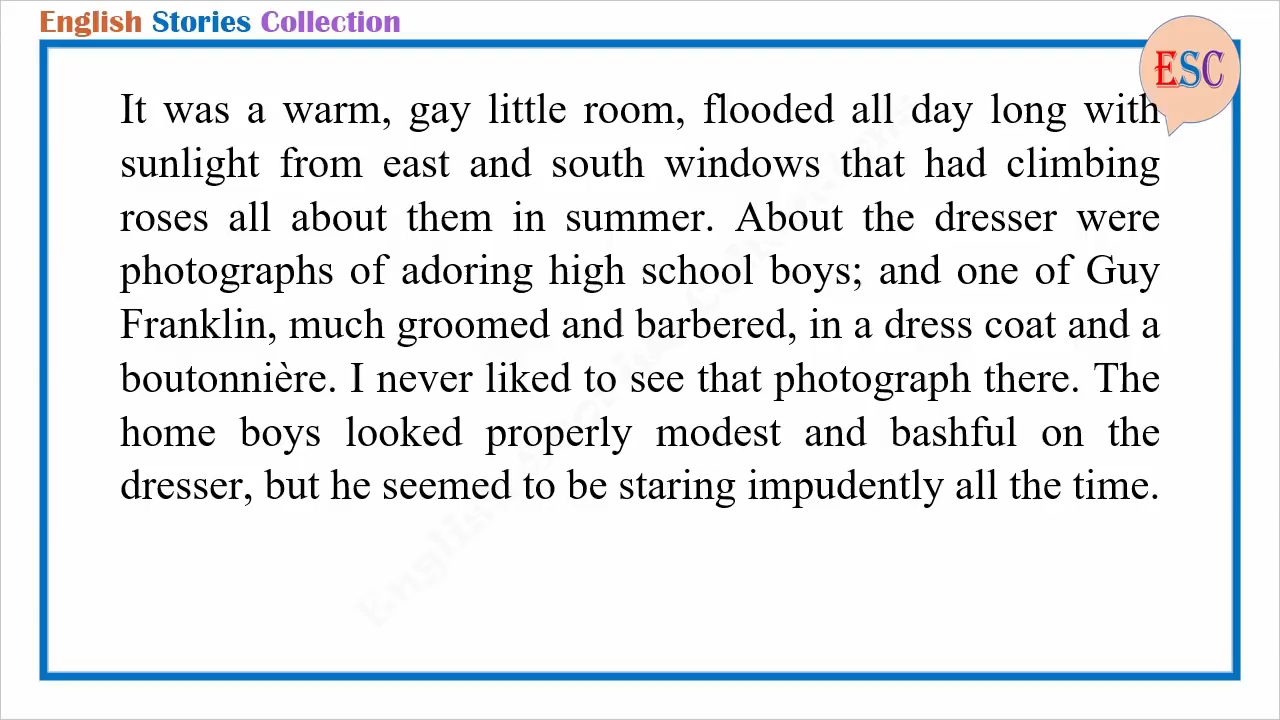 English Stories Collection
ESC
It was a warm, gay little room, flooded all day long with
sunlight from east and south windows that had climbing
roses all about them in summer. About the dresser were
photographs of adoring high school boys; and one of Guy
Franklin, much groomed and barbered, in a dress coat and a
boutonnière. I never liked to see that photograph there. The
home boys looked properly modest and bashful on the
dresser, but he seemed to be staring impudently all the time.